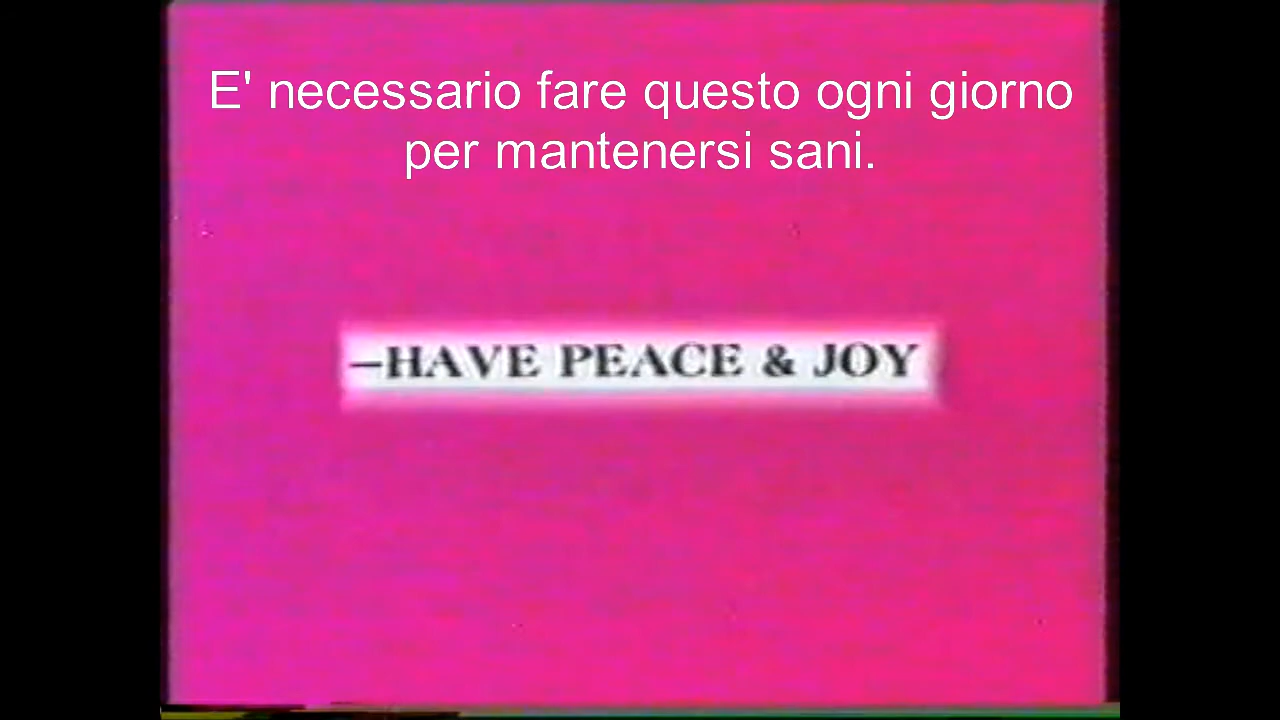 E' necessario fare questo ogni giorno
per mantenersi sani.
–HAVE PEACE & JOY